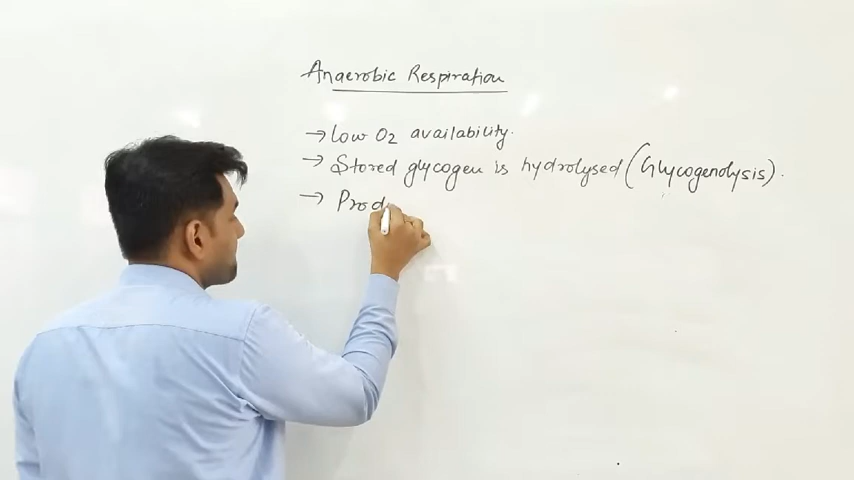 Anaerobic Respiration
→ Low O2 availability.
→ Stored glycogen is hydrolysed (Glycogenolysis).
→ Prod